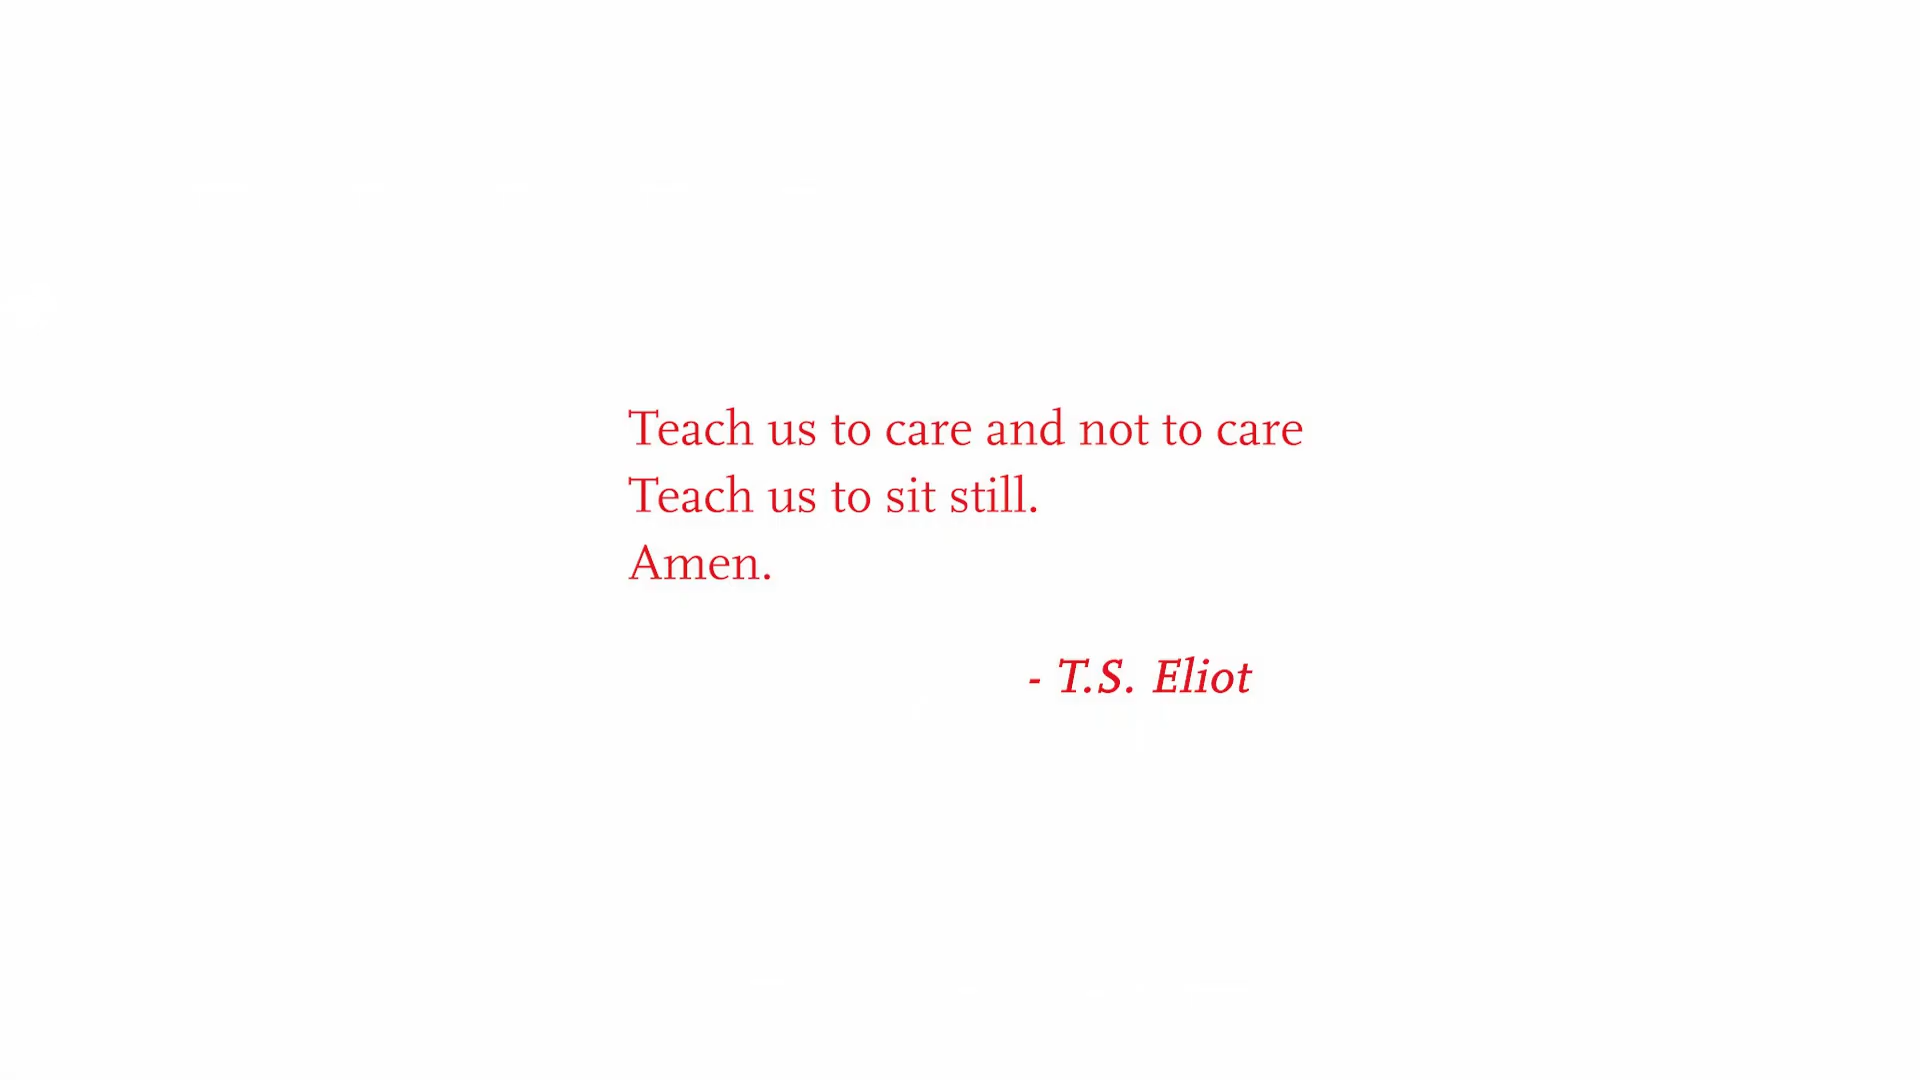 Teach us to care and not to care
Teach us to sit still.
Amen.
- T.S. Eliot